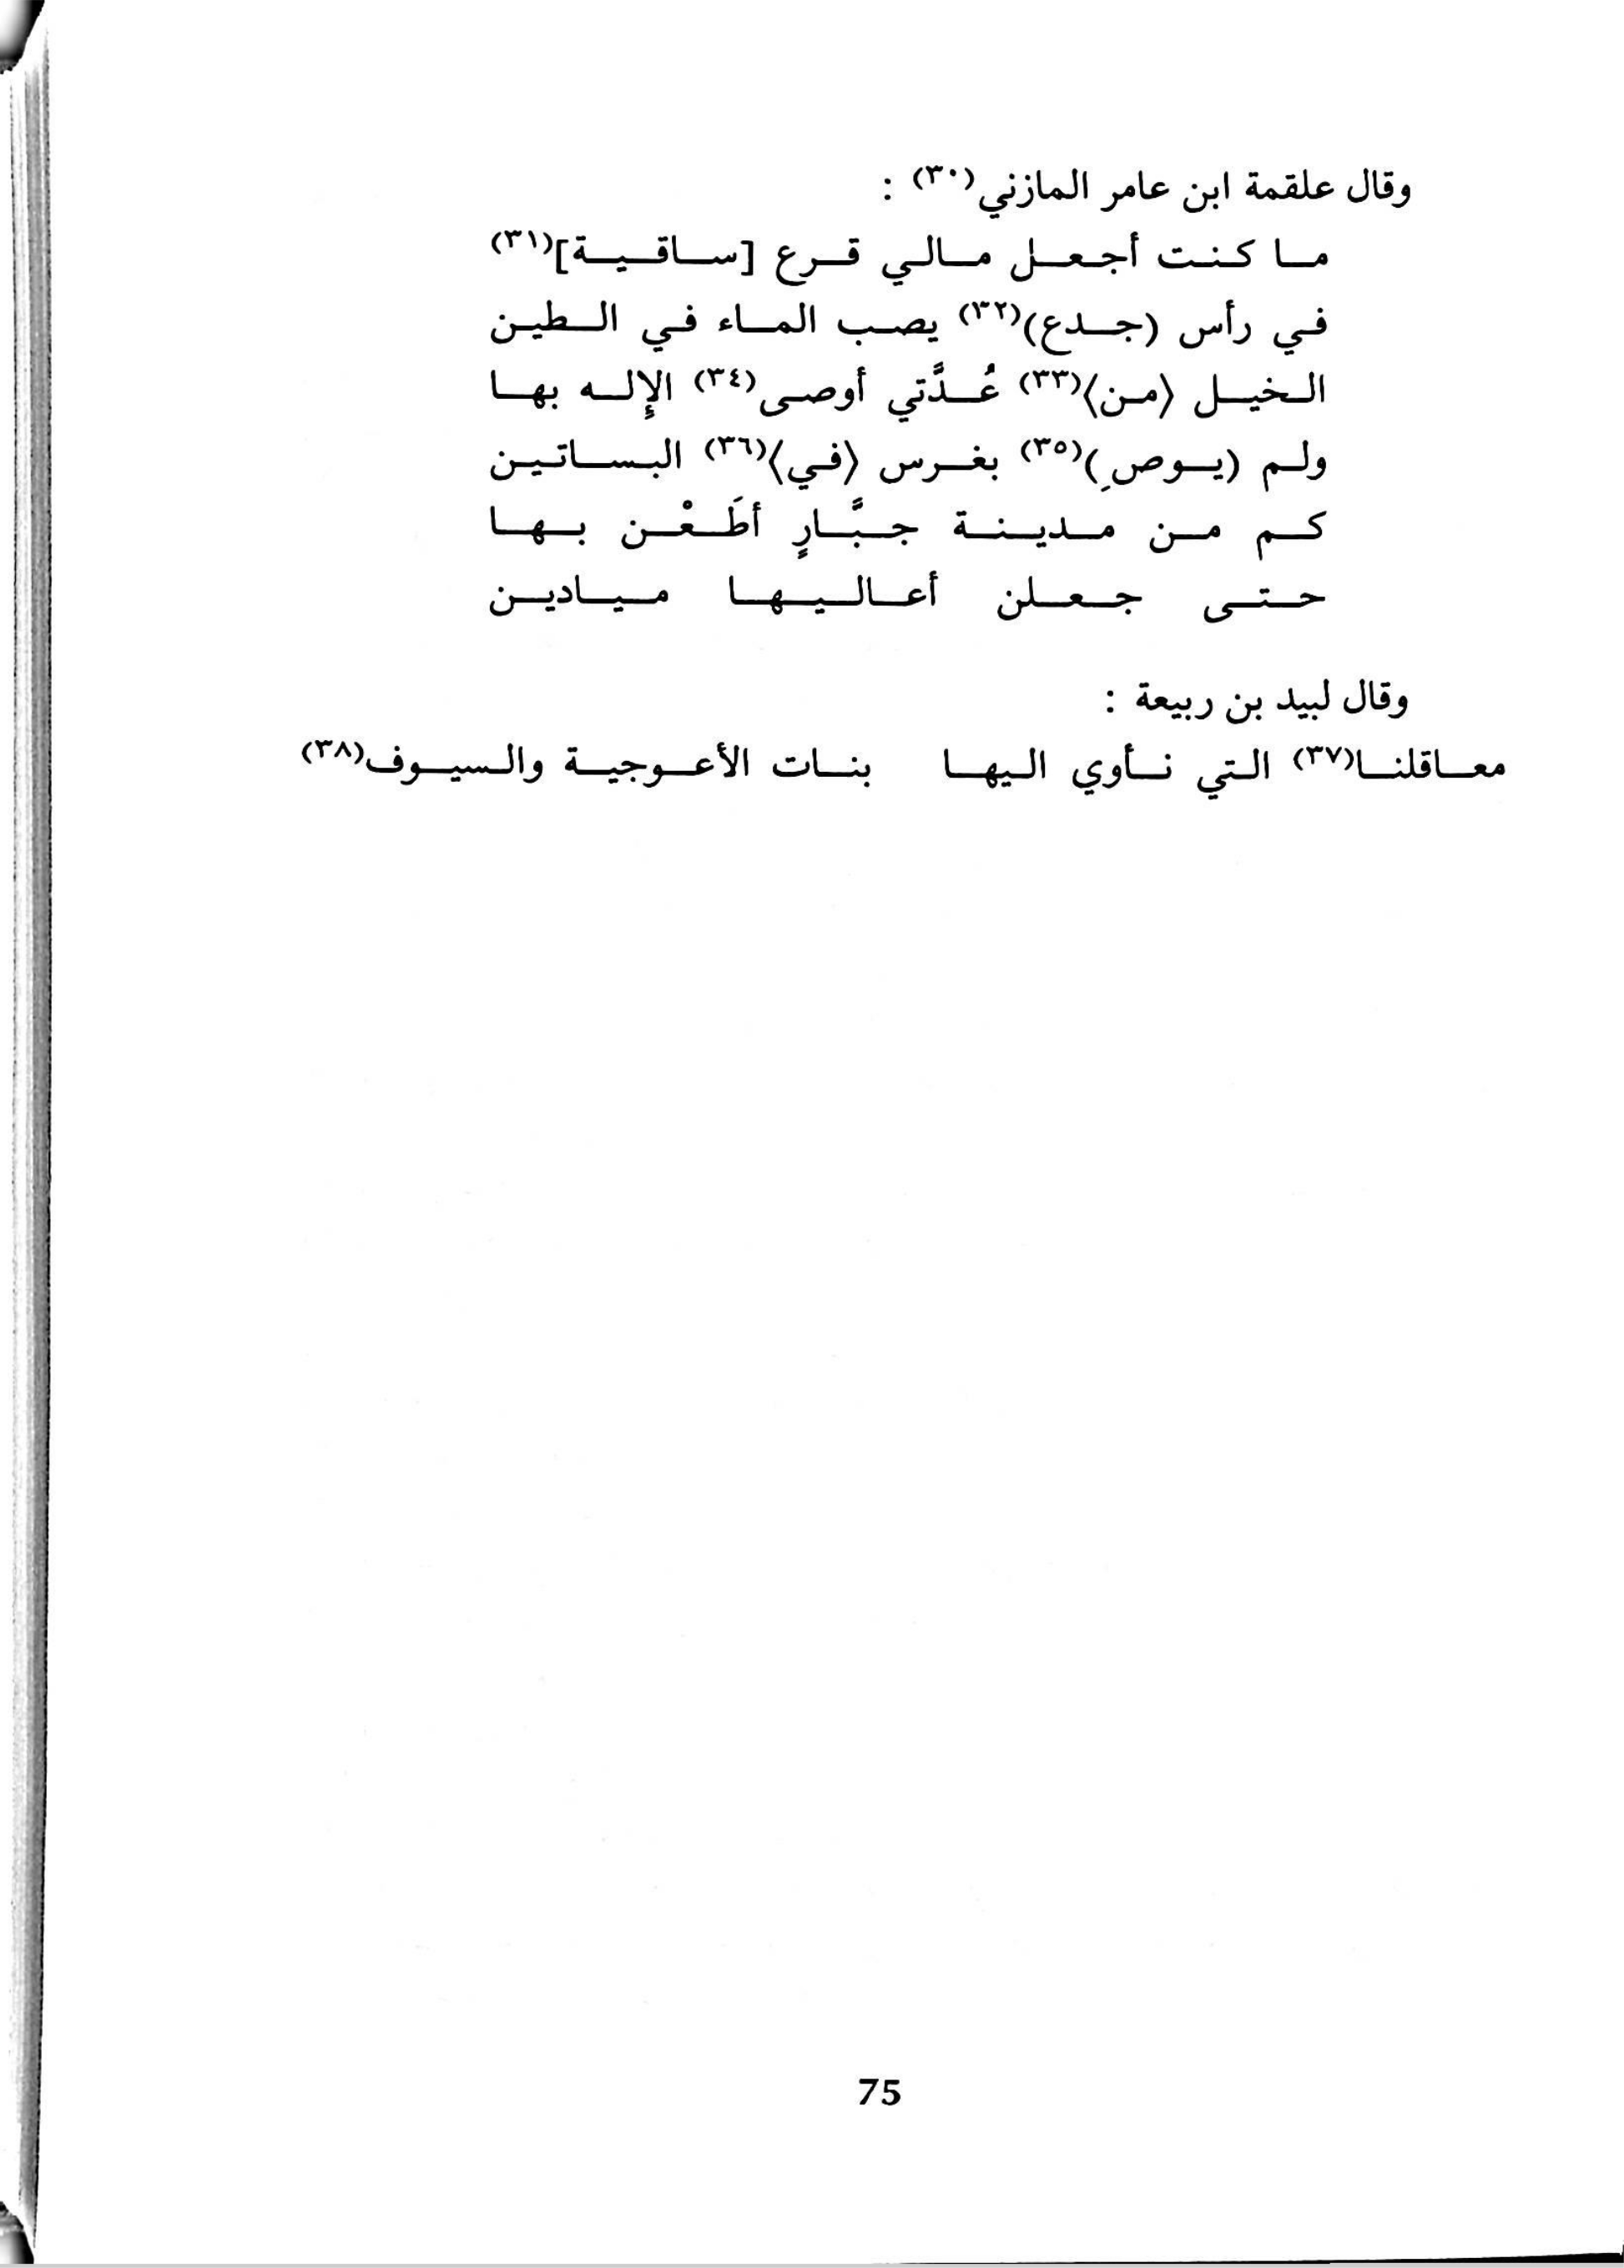 وقال علقمة ابن عامر المازني(٣٠) :
ما كنت أجعل مالي قرع [ساقية](٣١)
في رأس (جدع)(٣٢) يصب الماء في الطين
الخيل ⟨من⟩(٣٣) عُدَّتي أوصى(٣٤) الإله بها
ولم (يوصِ)(٣٥) بغرس ⟨في⟩(٣٦) البساتين
كم من مدينة جبَّارٍ أطَعْن بها
حتى جعلن أعاليها ميادين
وقال لبيد بن ربيعة :
معاقلنا(٣٧) التي نأوي اليها بنات الأعوجية والسيوف(٣٨)
75